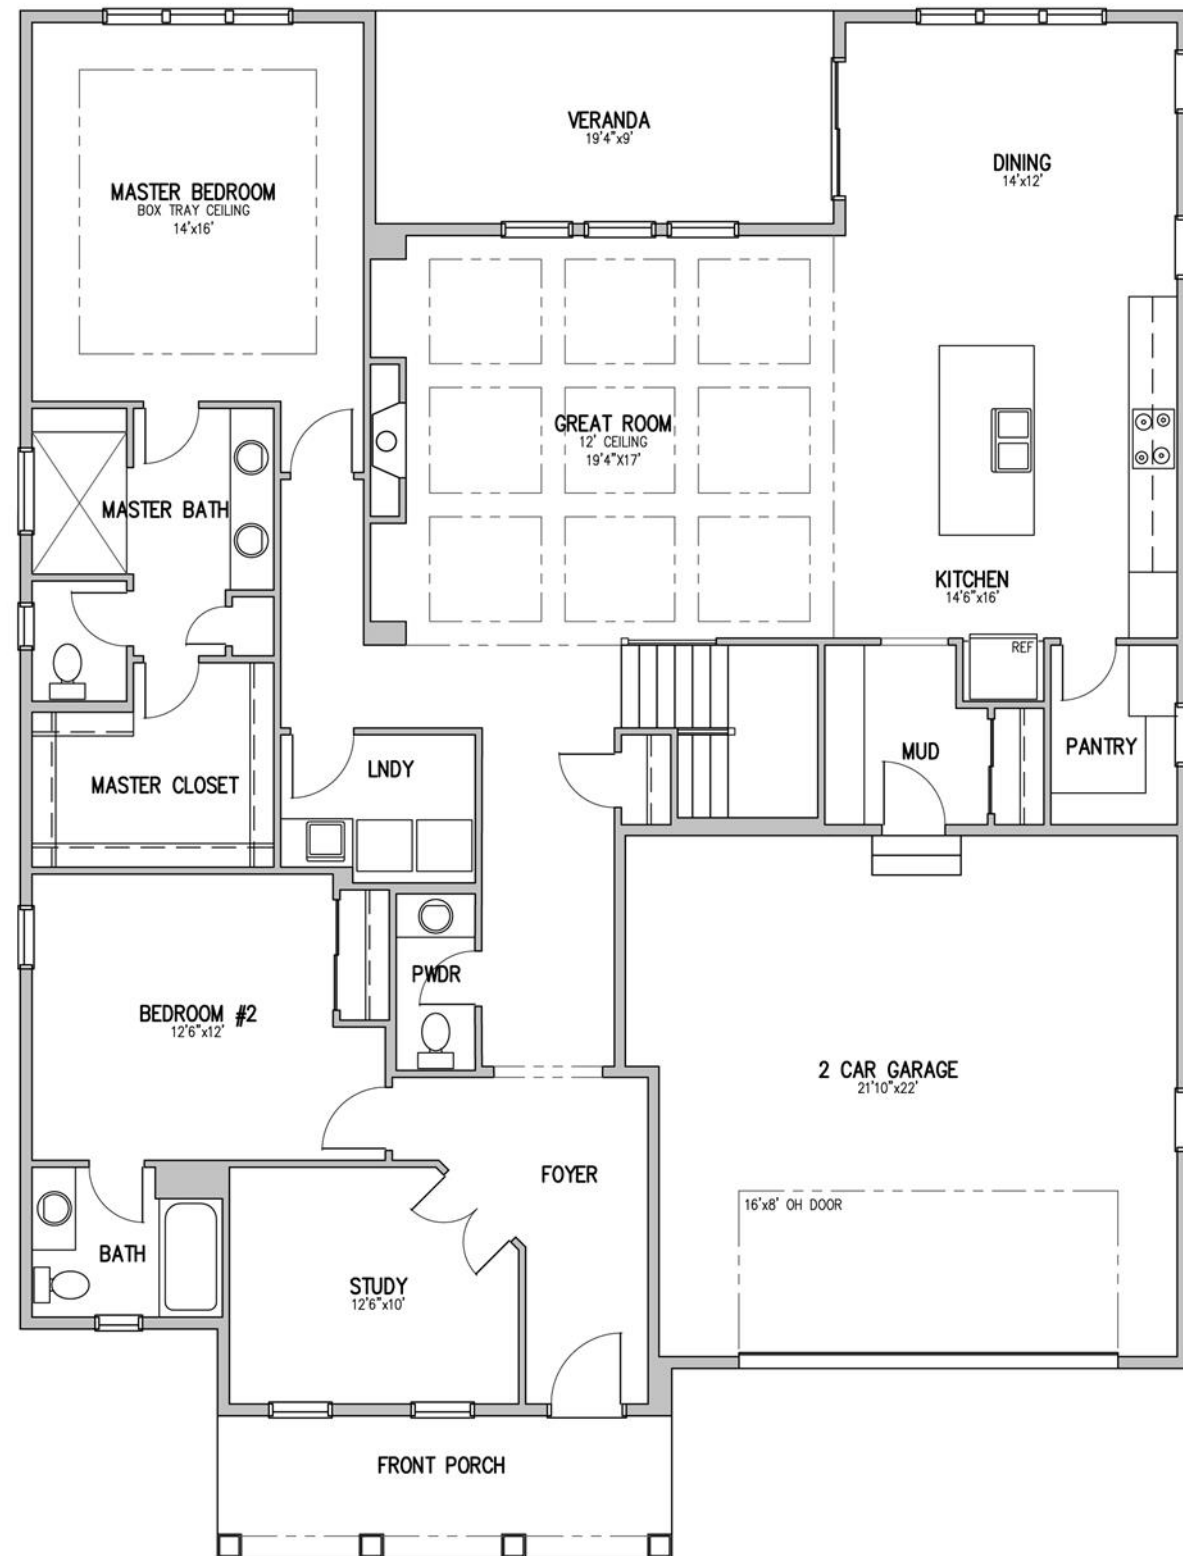 VERANDA
19'4"x9'
DINING
14'x12'
MASTER BEDROOM
BOX TRAY CEILING
14'x16'
GREAT ROOM
12' CEILING
19'4"X17'
MASTER BATH
KITCHEN
14'6"x16'
REF
MUD
PANTRY
LNDY
MASTER CLOSET
PWDR
BEDROOM #2
12'6"x12'
2 CAR GARAGE
21'10"x22'
FOYER
16'x8' OH DOOR
BATH
STUDY
12'6"x10'
FRONT PORCH